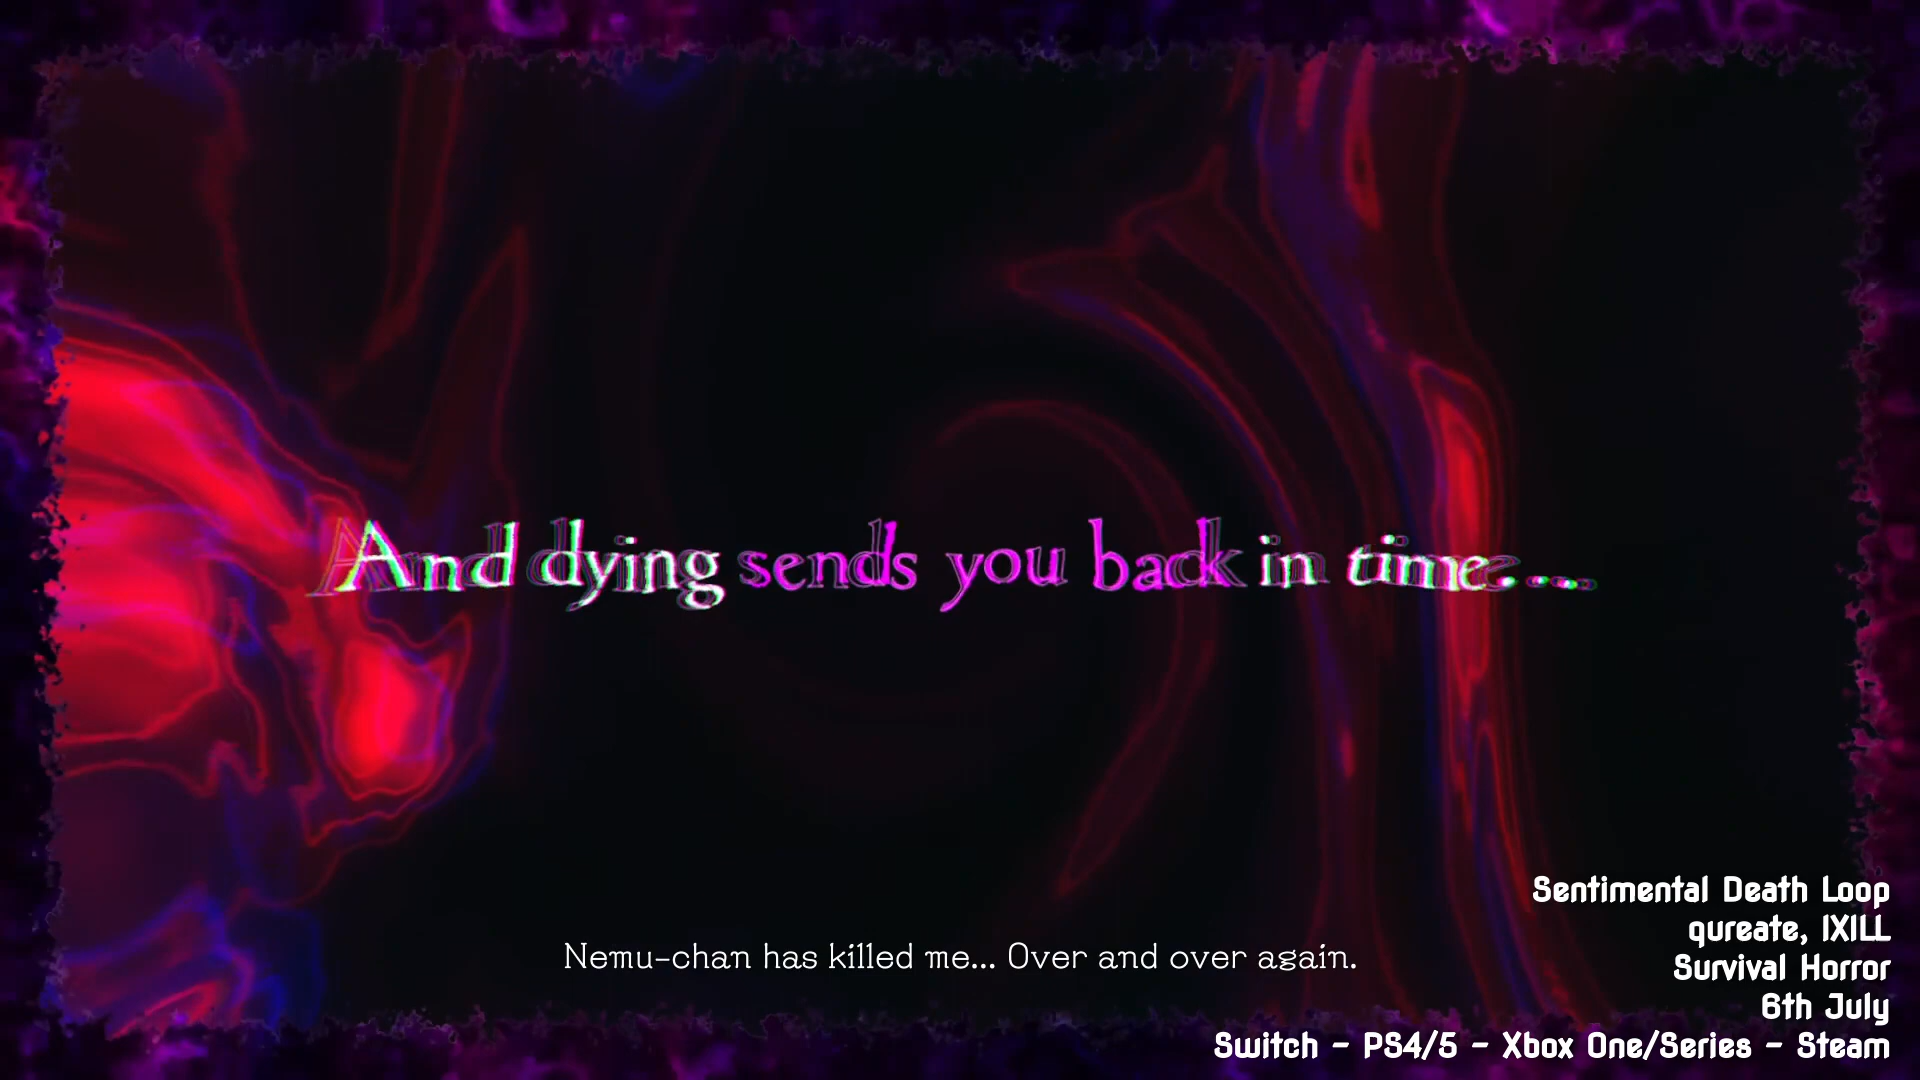 And dying sends you back in time...
Nemu-chan has killed me... Over and over again.
Sentimental Death Loop
qureate, IXILL
Survival Horror
6th July
Switch - PS4/5 - Xbox One/Series - Steam